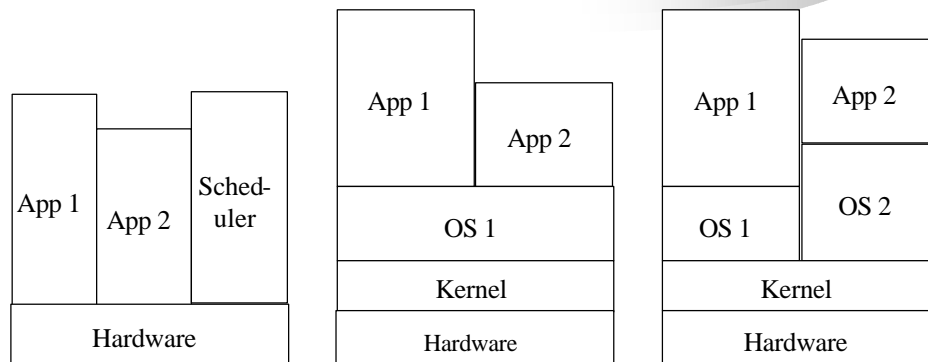 App 1
App 2
Sched-
uler
Hardware
App 1
App 2
OS 1
Kernel
Hardware
App 1
App 2
OS 1
OS 2
Kernel
Hardware